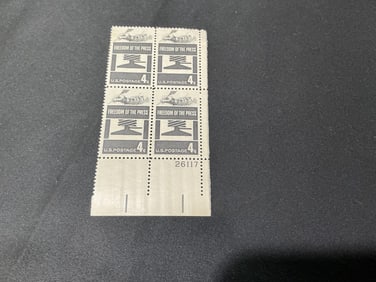 FREEDOM OF THE PRESS FREEDOM OF THE PRESS
4¢ 4¢
U.S. POSTAGE U.S. POSTAGE
FREEDOM OF THE PRESS FREEDOM OF THE PRESS
4¢ 4¢
U.S. POSTAGE U.S. POSTAGE
26117